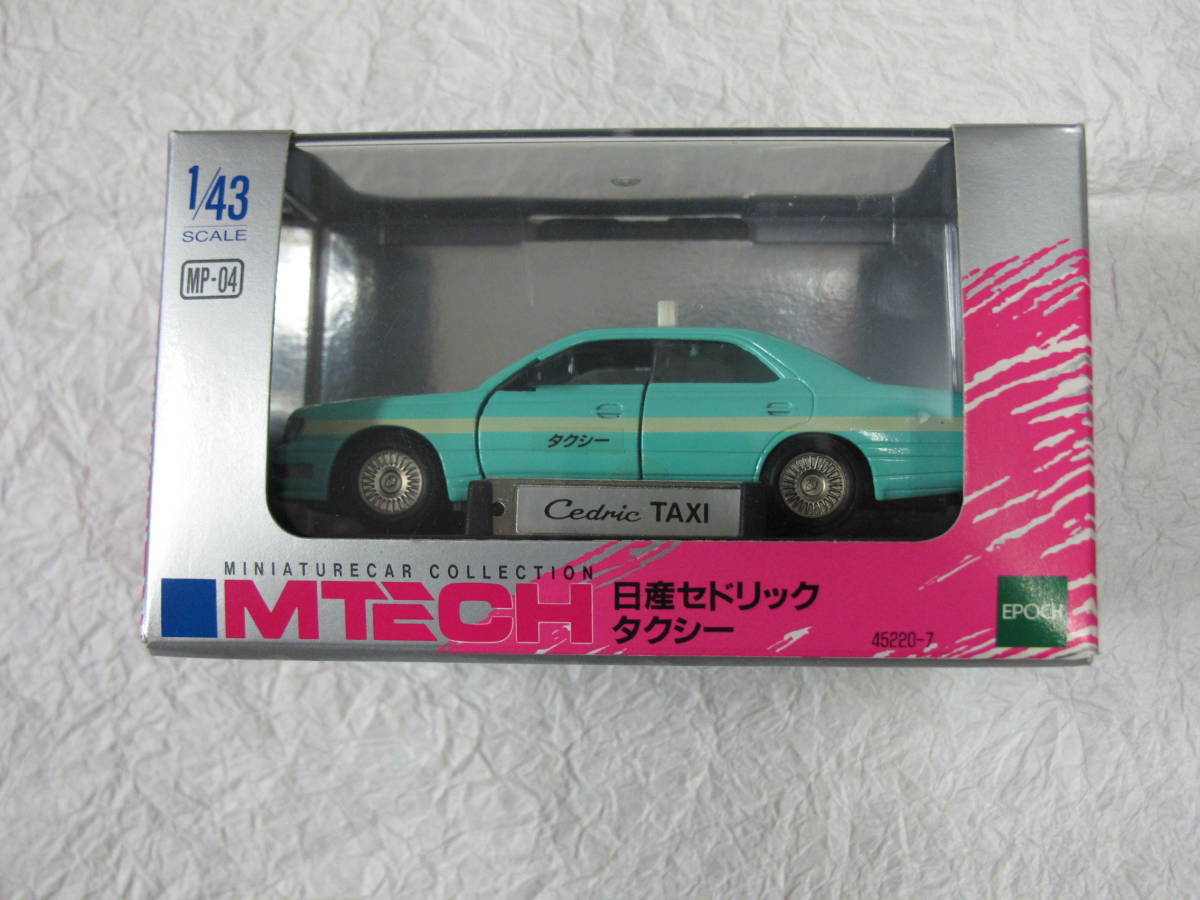 1/43
SCALE
MP-04
タクシー
Cedric TAXI
MINIATURECAR COLLECTION
MTECH
日産セドリック
タクシー
45220-7
EPOCH